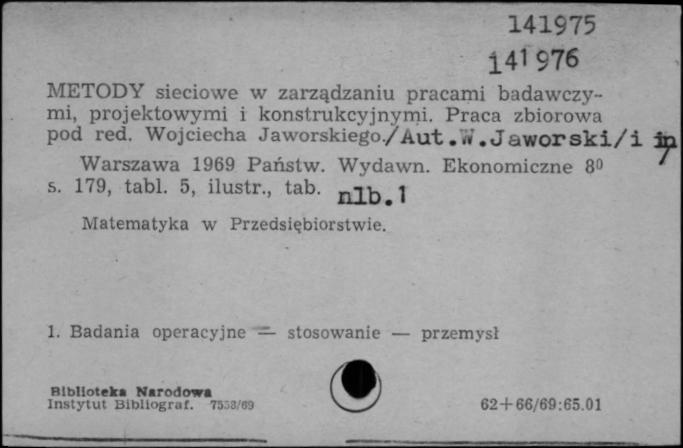 141975
141976
METODY sieciowe w zarządzaniu pracami badawczy-
mi, projektowymi i konstrukcyjnymi. Praca zbiorowa
pod red. Wojciecha Jaworskiego./Aut.W.Jaworski/i in
Warszawa 1969 Państw. Wydawn. Ekonomiczne 8⁰
s. 179, tabl. 5, ilustr., tab. nlb.1
Matematyka w Przedsiębiorstwie.
1. Badania operacyjne — stosowanie — przemysł
Biblioteka Narodowa
Instytut Bibliograf. 7553/69
62+66/69:65.01